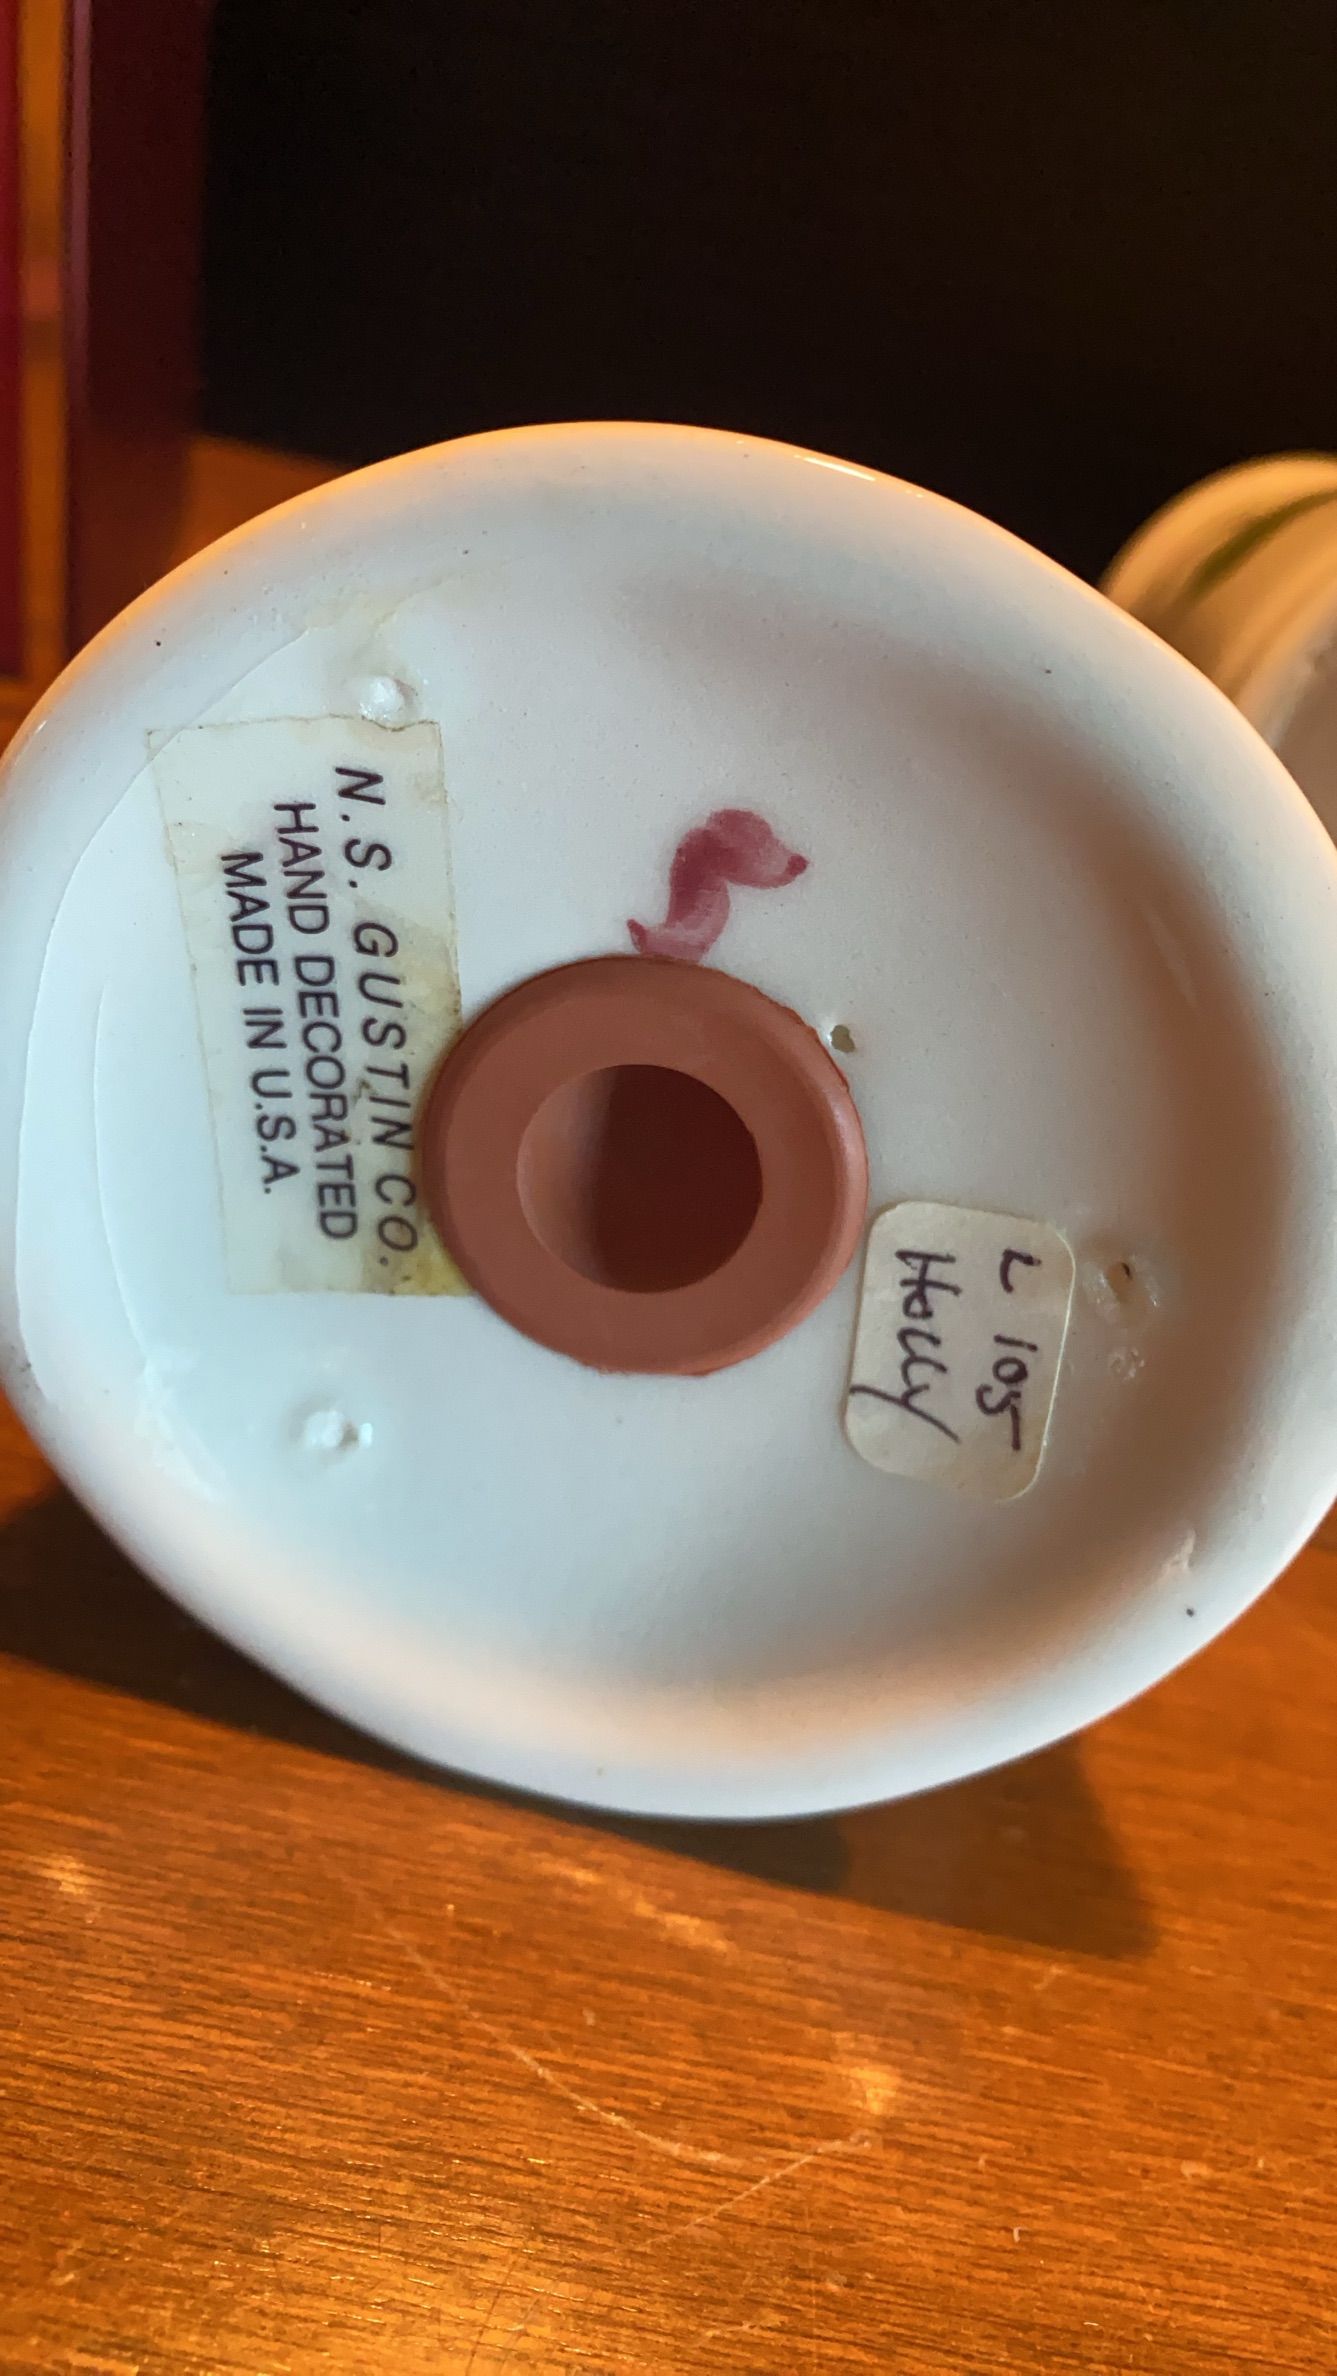 N. S. GUSTIN CO.
HAND DECORATED
MADE IN U.S.A.
L 105
Holly